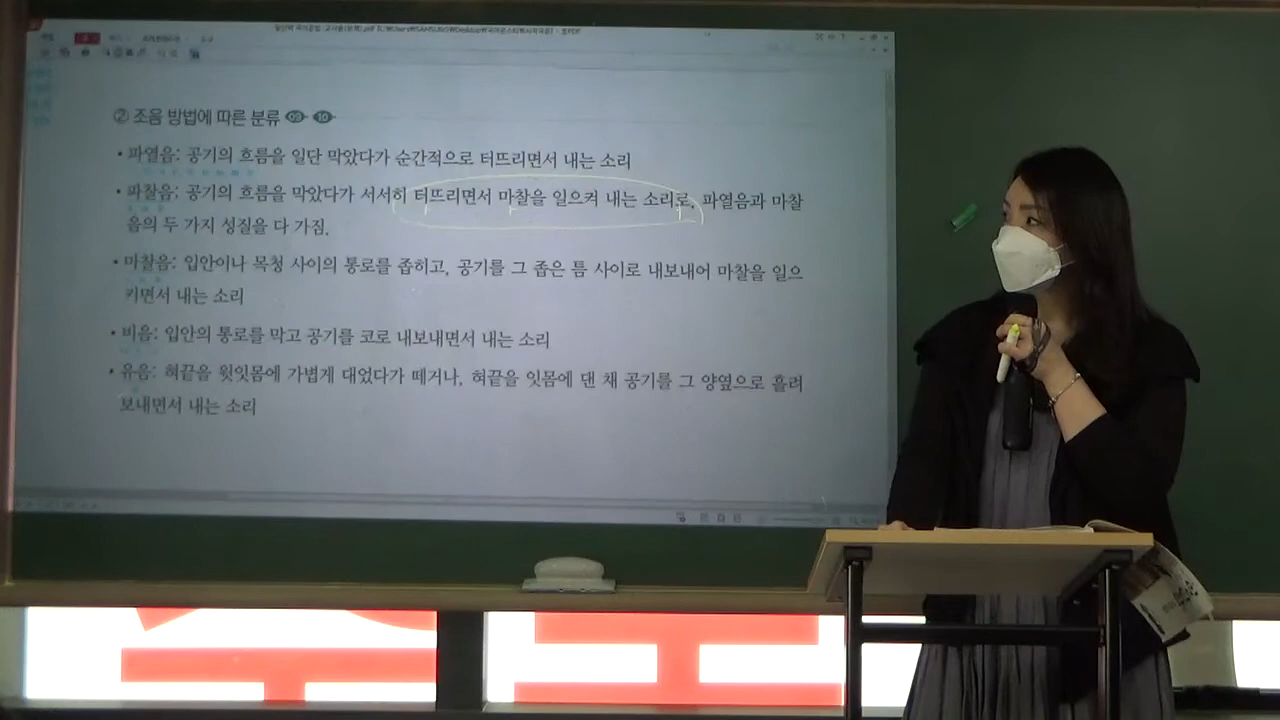 ② 조음 방법에 따른 분류 09 10
• 파열음: 공기의 흐름을 일단 막았다가 순간적으로 터뜨리면서 내는 소리
• 파찰음: 공기의 흐름을 막았다가 서서히 터뜨리면서 마찰을 일으켜 내는 소리로, 파열음과 마찰
음의 두 가지 성질을 다 가짐.
• 마찰음: 입안이나 목청 사이의 통로를 좁히고, 공기를 그 좁은 틈 사이로 내보내어 마찰을 일으
키면서 내는 소리
• 비음: 입안의 통로를 막고 공기를 코로 내보내면서 내는 소리
• 유음: 혀끝을 윗잇몸에 가볍게 대었다가 떼거나, 혀끝을 잇몸에 댄 채 공기를 그 양옆으로 흘려
보내면서 내는 소리